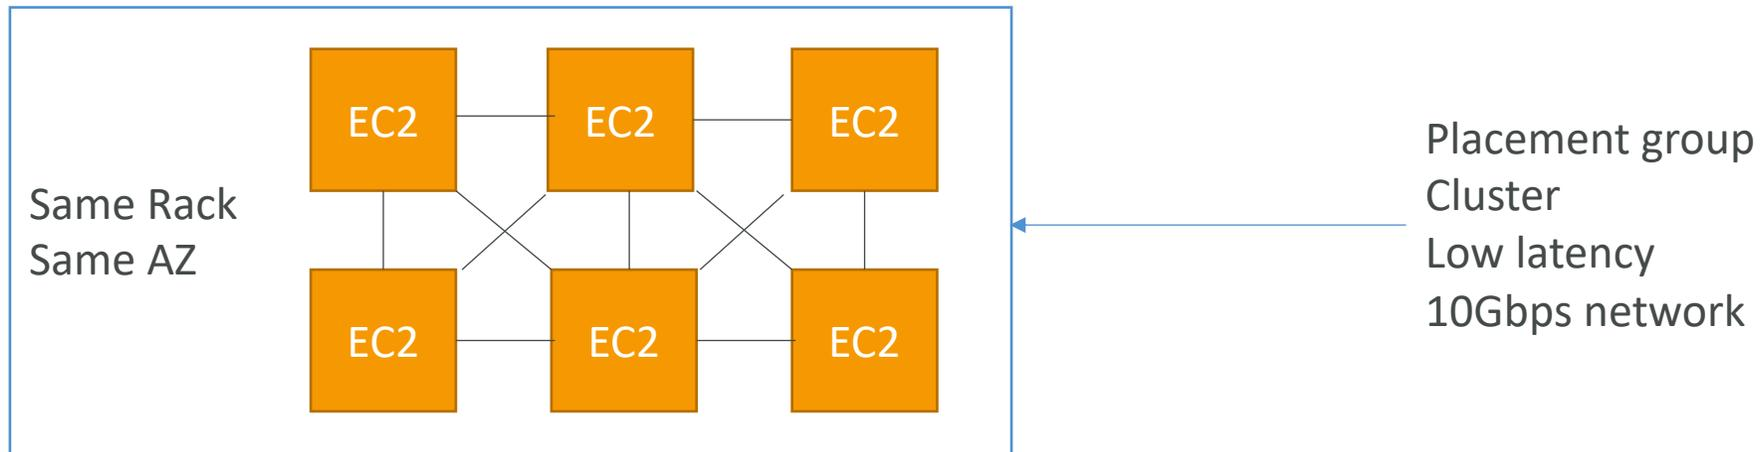 EC2
EC2
EC2
Same Rack
Same AZ
EC2
EC2
EC2
Placement group
Cluster
Low latency
10Gbps network